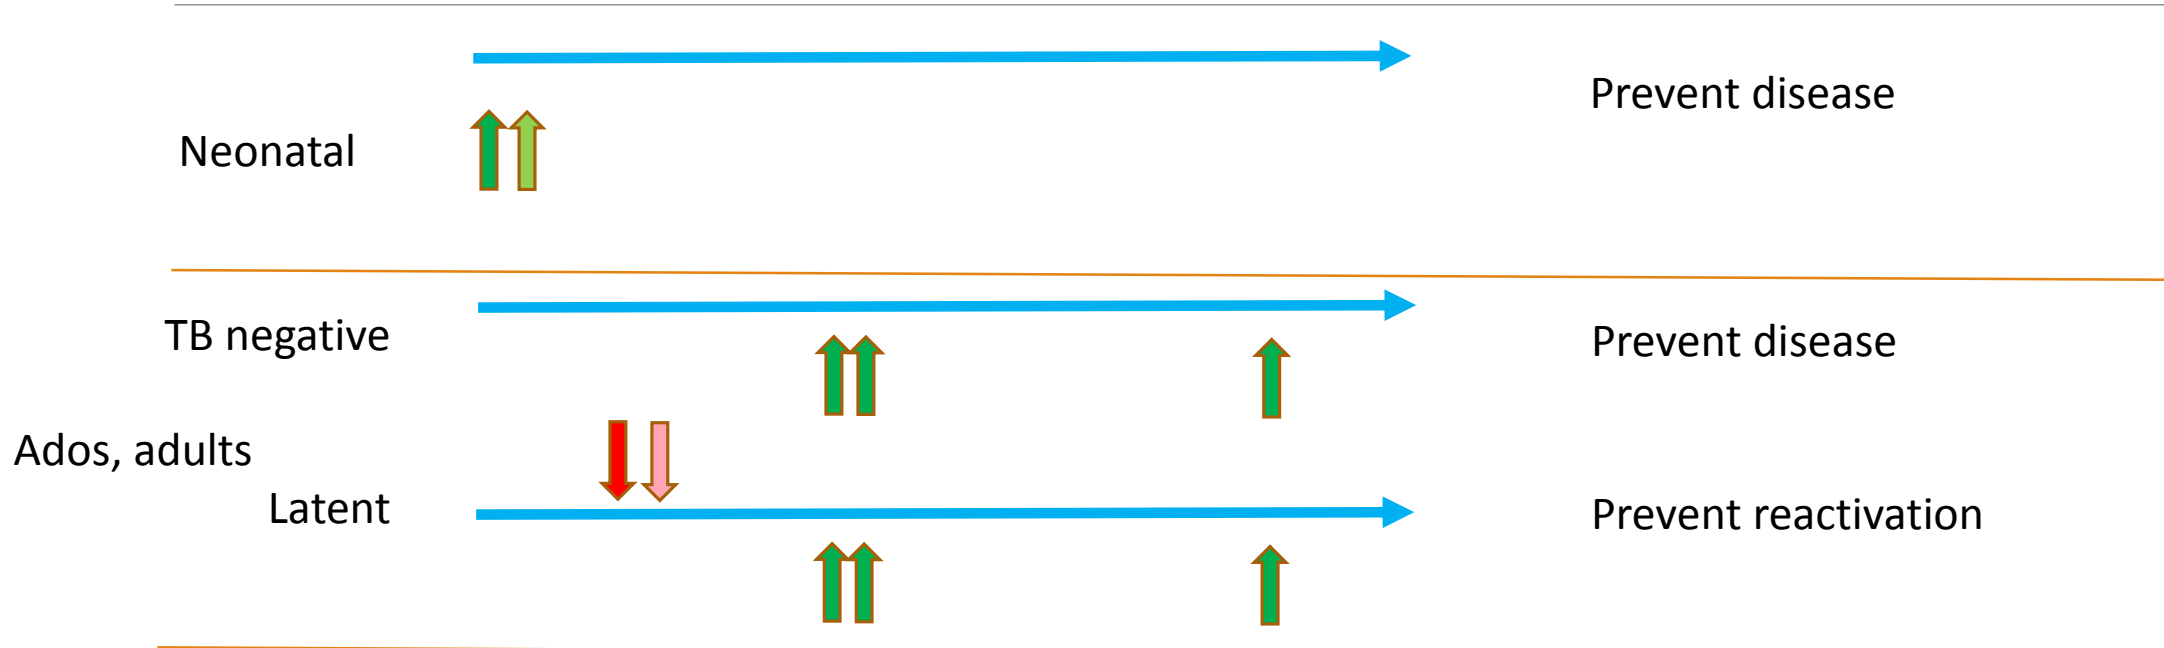 Prevent disease
Neonatal
TB negative
Prevent disease
Ados, adults
Latent
Prevent reactivation